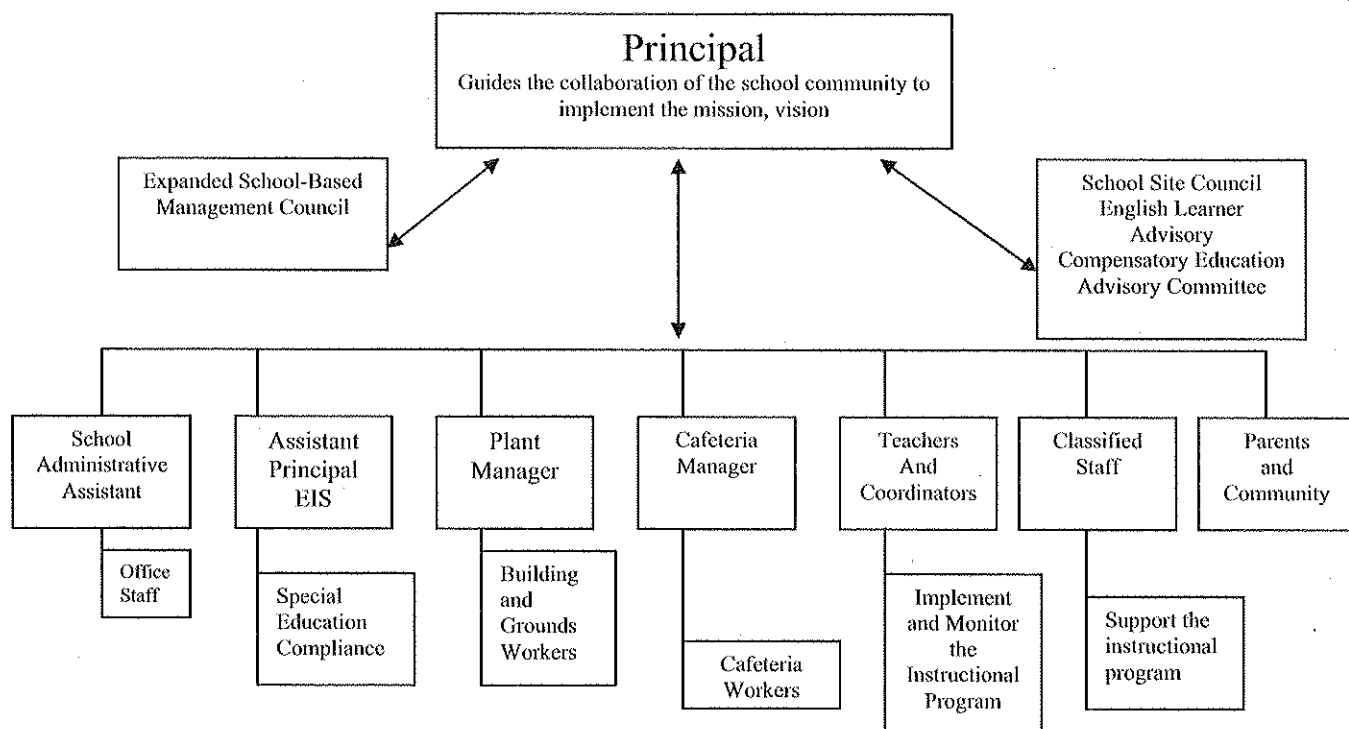 Principal
Guides the collaboration of the school community to
implement the mission, vision
Expanded School-Based
Management Council
School Site Council
English Learner
Advisory
Compensatory Education
Advisory Committee
School
Administrative
Assistant
Assistant
Principal
EIS
Plant
Manager
Cafeteria
Manager
Teachers
And
Coordinators
Classified
Staff
Parents
and
Community
Office
Staff
Special
Education
Compliance
Building
and
Grounds
Workers
Cafeteria
Workers
Implement
and Monitor
the
Instructional
Program
Support the
instructional
program